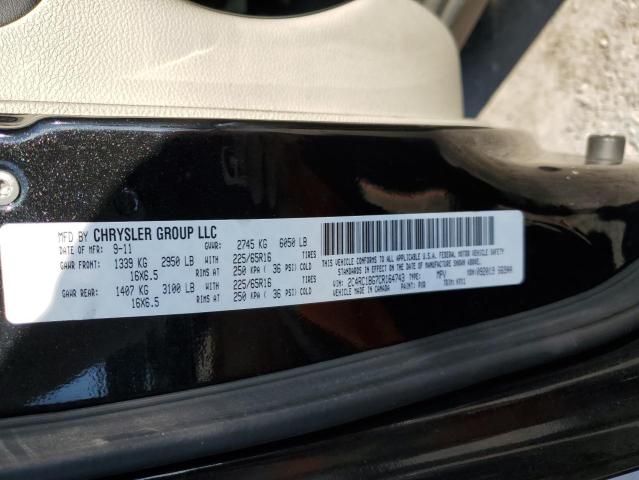 MFD BY CHRYSLER GROUP LLC
DATE OF MFR: 9-11 GVWR: 2745 KG 6050 LB
GAWR FRONT: 1339 KG 2950 LB WITH 225/65R16 TIRES
16X6.5 RIMS AT 250 KPA ( 36 PSI) COLD
GAWR REAR: 1407 KG 3100 LB WITH 225/65R16 TIRES
16X6.5 RIMS AT 250 KPA ( 36 PSI) COLD
THIS VEHICLE CONFORMS TO ALL APPLICABLE U.S.A. FEDERAL MOTOR VEHICLE SAFETY
STANDARDS IN EFFECT ON THE DATE OF MANUFACTURE SHOWN ABOVE.
VIN: 2C4RC1BG7CR164743 TYPE: MPV
VEHICLE MADE IN CANADA PAINT: PXR